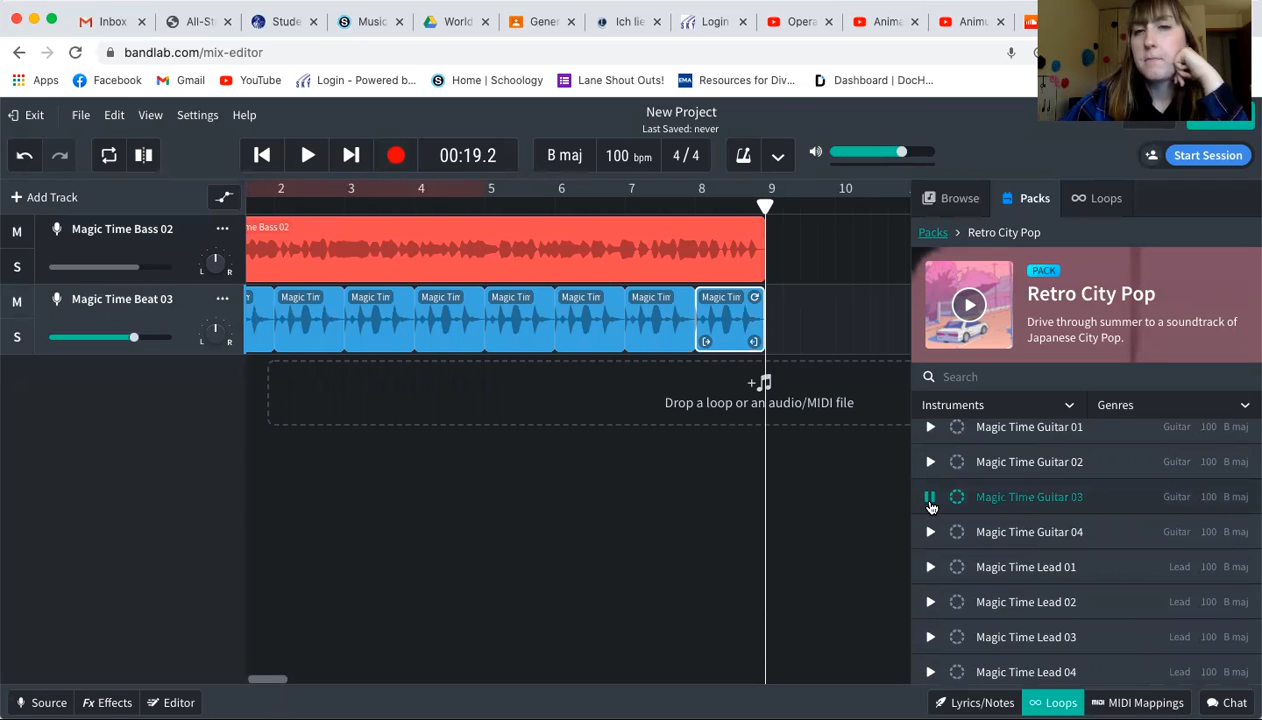 Inbox
All-St
Stude
Music
World
Gener
Ich lie
Login
Opera
Anime
Animu
bandlab.com/mix-editor
Apps
Facebook
Gmail
YouTube
Login - Powered b...
Home | Schoology
Lane Shout Outs!
Resources for Div...
Dashboard | DocH...
Exit File Edit View Settings Help
New Project
Last Saved: never
00:19.2
B maj
100 bpm
4 / 4
Start Session
+ Add Track
2 3 4 5 6 7 8 9 10
Browse
Packs
Loops
M
Magic Time Bass 02
S
L R
me Bass 02
M
Magic Time Beat 03
S
L R
Magic Tim
Magic Tim
Magic Tim
Magic Tim
Magic Tim
Magic Tim
Magic Tim
Drop a loop or an audio/MIDI file
Packs > Retro City Pop
PACK
Retro City Pop
Drive through summer to a soundtrack of
Japanese City Pop.
Search
Instruments
Genres
Magic Time Guitar 01 Guitar 100 B maj
Magic Time Guitar 02 Guitar 100 B maj
Magic Time Guitar 03 Guitar 100 B maj
Magic Time Guitar 04 Guitar 100 B maj
Magic Time Lead 01 Lead 100 B maj
Magic Time Lead 02 Lead 100 B maj
Magic Time Lead 03 Lead 100 B maj
Magic Time Lead 04 Lead 100 B maj
Source
Fx Effects
Editor
Lyrics/Notes
Loops
MIDI MIDI Mappings
Chat